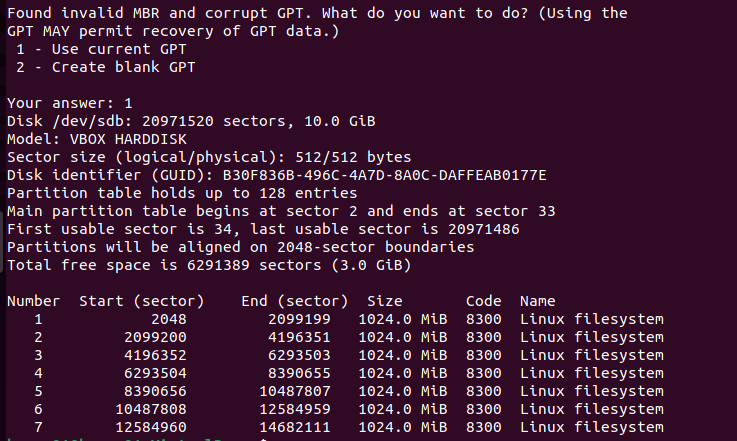 Found invalid MBR and corrupt GPT. What do you want to do? (Using the
GPT MAY permit recovery of GPT data.)
 1 - Use current GPT
 2 - Create blank GPT

Your answer: 1
Disk /dev/sdb: 20971520 sectors, 10.0 GiB
Model: VBOX HARDDISK
Sector size (logical/physical): 512/512 bytes
Disk identifier (GUID): B30F836B-496C-4A7D-8A0C-DAFFEAB0177E
Partition table holds up to 128 entries
Main partition table begins at sector 2 and ends at sector 33
First usable sector is 34, last usable sector is 20971486
Partitions will be aligned on 2048-sector boundaries
Total free space is 6291389 sectors (3.0 GiB)

Number  Start (sector)    End (sector)  Size       Code  Name
   1            2048         2099199   1024.0 MiB  8300  Linux filesystem
   2         2099200         4196351   1024.0 MiB  8300  Linux filesystem
   3         4196352         6293503   1024.0 MiB  8300  Linux filesystem
   4         6293504         8390655   1024.0 MiB  8300  Linux filesystem
   5         8390656        10487807   1024.0 MiB  8300  Linux filesystem
   6        10487808        12584959   1024.0 MiB  8300  Linux filesystem
   7        12584960        14682111   1024.0 MiB  8300  Linux filesystem